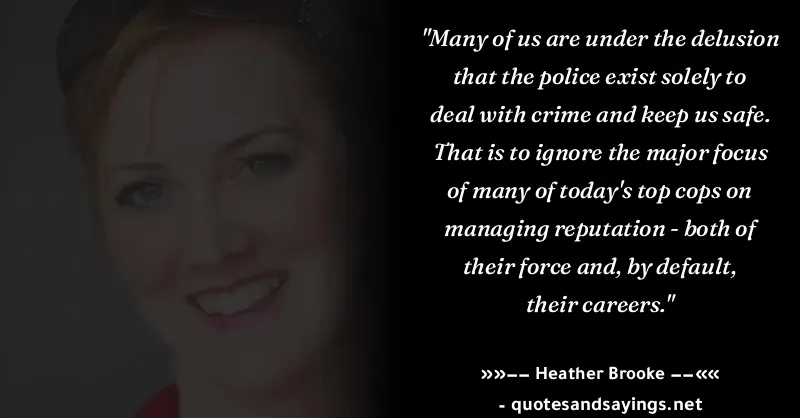 "Many of us are under the delusion
that the police exist solely to
deal with crime and keep us safe.
That is to ignore the major focus
of many of today's top cops on
managing reputation - both of
their force and, by default,
their careers."
»»–– Heather Brooke ––««
- quotesandsayings.net